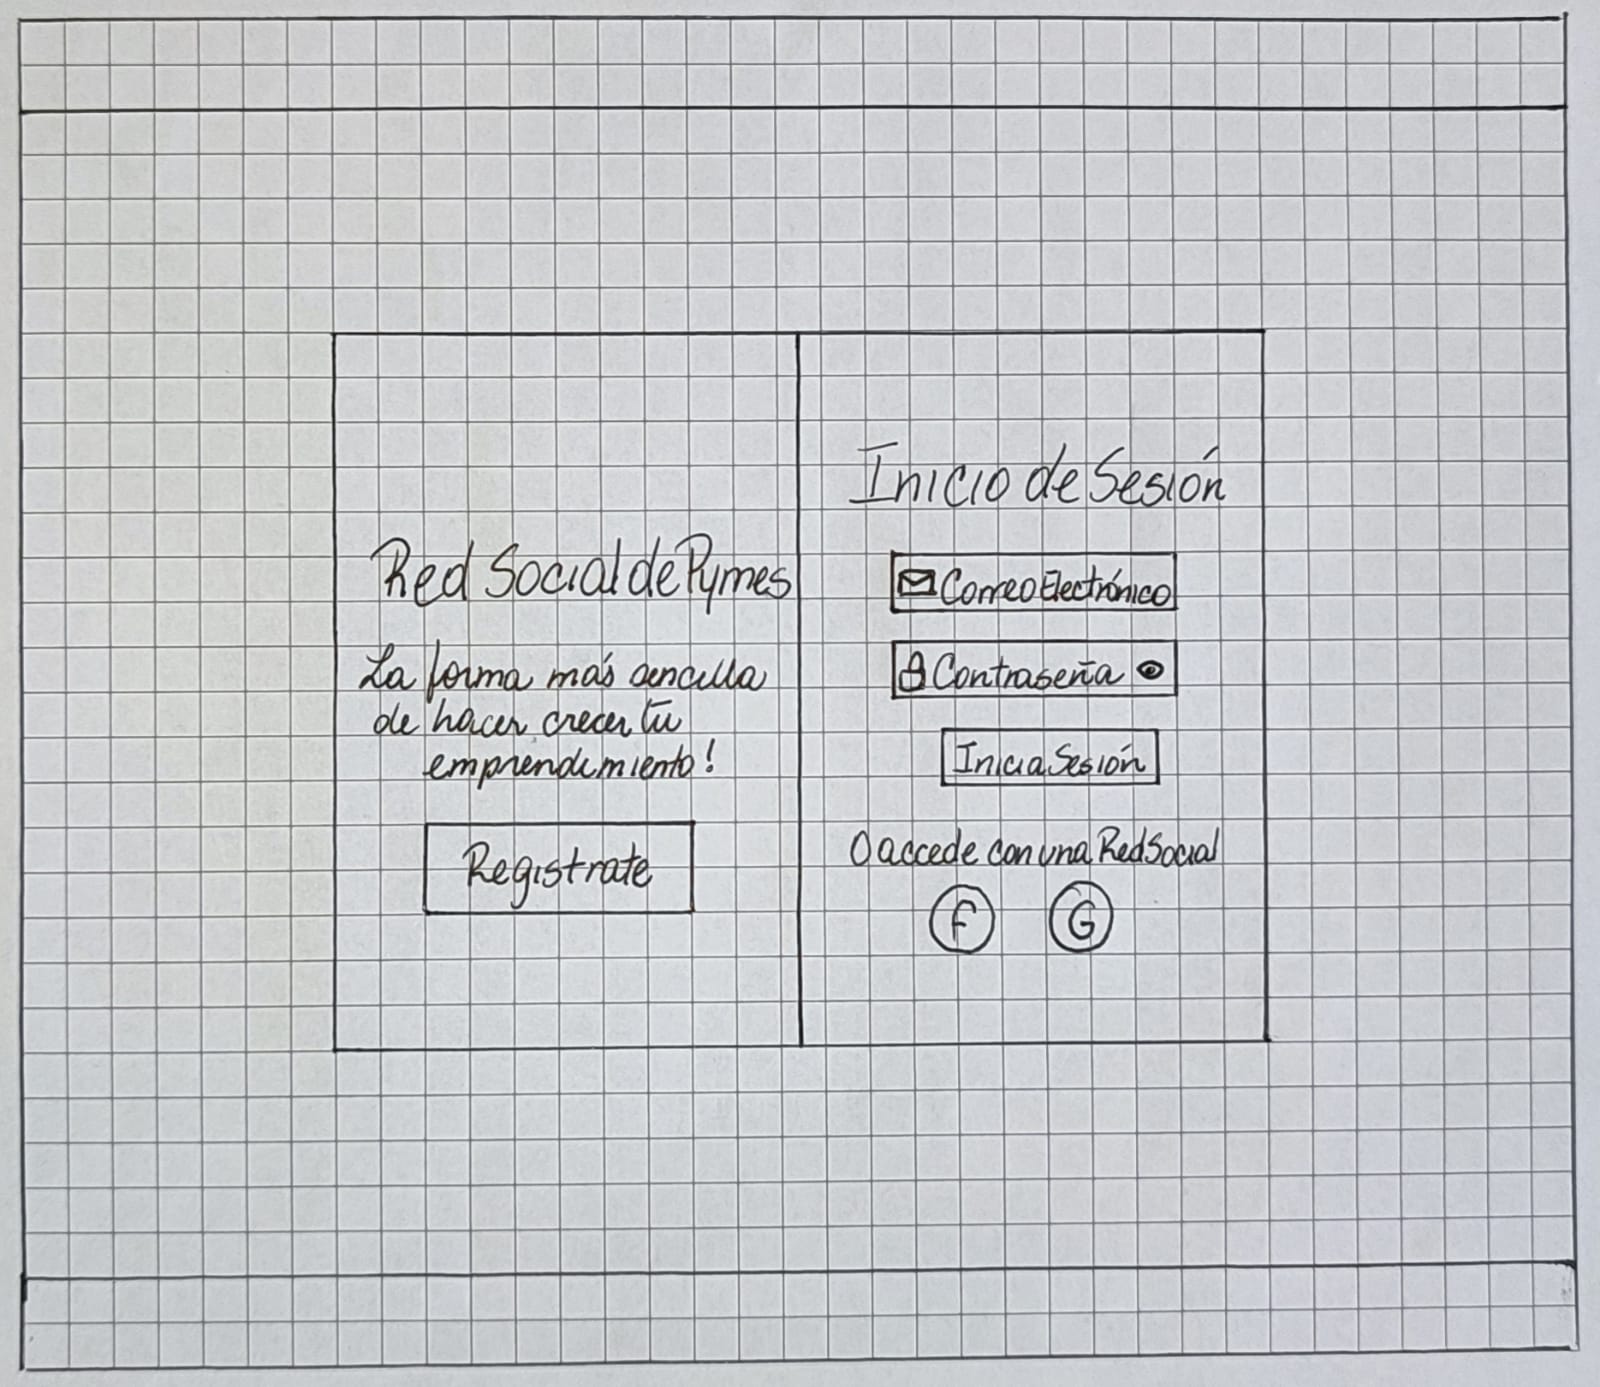 Red Social de Pymes
La forma más sencilla
de hacer crecer tu
emprendimiento!
Registrate
Inicio de Sesión
Correo Electrónico
Contraseña
Inicia Sesión
O accede con una Red Social
F G